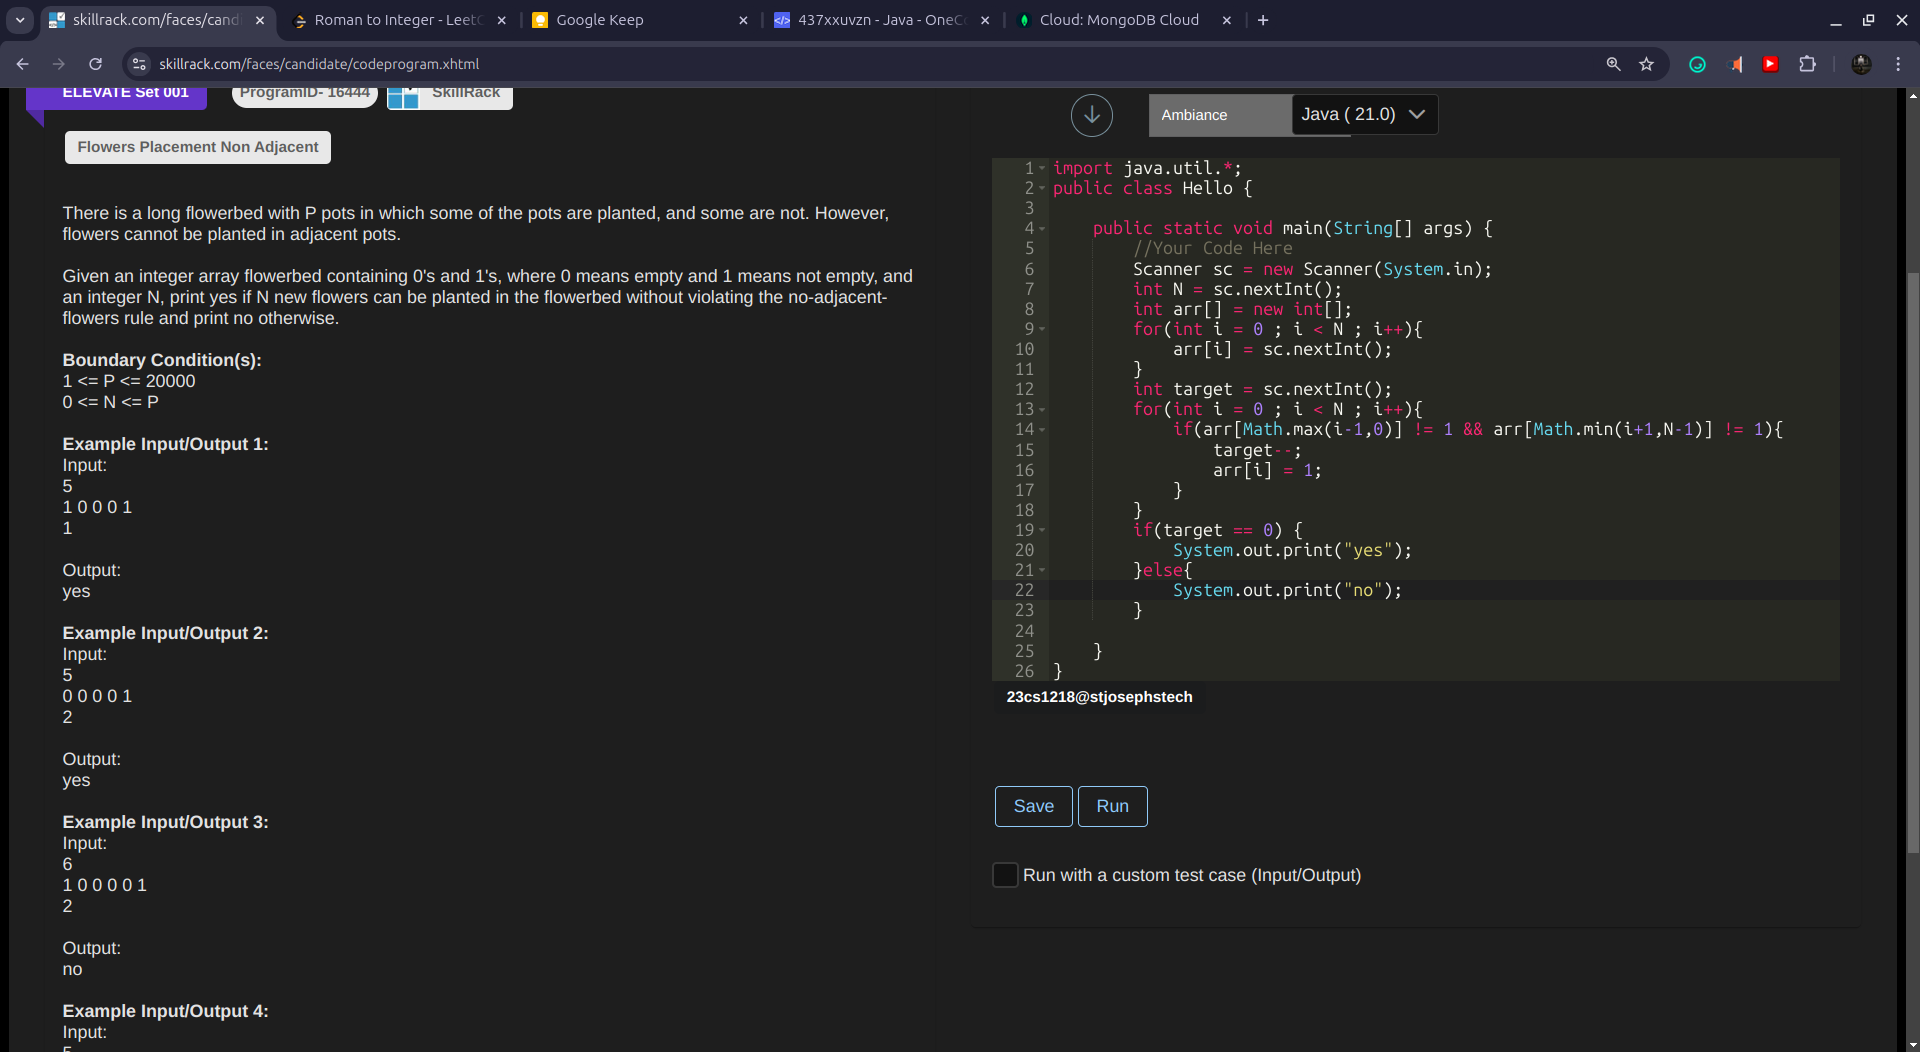 skillrack.com/faces/candi
Roman to Integer - LeetC
Google Keep
437xxuvzn - Java - OneCo
Cloud: MongoDB Cloud
skillrack.com/faces/candidate/codeprogram.xhtml
ELEVATE Set 001
ProgramID- 16444
SkillRack
Flowers Placement Non Adjacent
There is a long flowerbed with P pots in which some of the pots are planted, and some are not. However,
flowers cannot be planted in adjacent pots.
Given an integer array flowerbed containing 0's and 1's, where 0 means empty and 1 means not empty, and
an integer N, print yes if N new flowers can be planted in the flowerbed without violating the no-adjacent-
flowers rule and print no otherwise.
Boundary Condition(s):
1 <= P <= 20000
0 <= N <= P
Example Input/Output 1:
Input:
5
1 0 0 0 1
1
Output:
yes
Example Input/Output 2:
Input:
5
0 0 0 0 1
2
Output:
yes
Example Input/Output 3:
Input:
6
1 0 0 0 0 1
2
Output:
no
Example Input/Output 4:
Input:
5
Ambiance
Java ( 21.0)
1 import java.util.*;
2 public class Hello {
3
4 public static void main(String[] args) {
5 //Your Code Here
6 Scanner sc = new Scanner(System.in);
7 int N = sc.nextInt();
8 int arr[] = new int[];
9 for(int i = 0 ; i < N ; i++){
10 arr[i] = sc.nextInt();
11 }
12 int target = sc.nextInt();
13 for(int i = 0 ; i < N ; i++){
14 if(arr[Math.max(i-1,0)] != 1 && arr[Math.min(i+1,N-1)] != 1){
15 target--;
16 arr[i] = 1;
17 }
18 }
19 if(target == 0) {
20 System.out.print("yes");
21 }else{
22 System.out.print("no");
23 }
24
25 }
26 }
23cs1218@stjosephstech
Save
Run
Run with a custom test case (Input/Output)